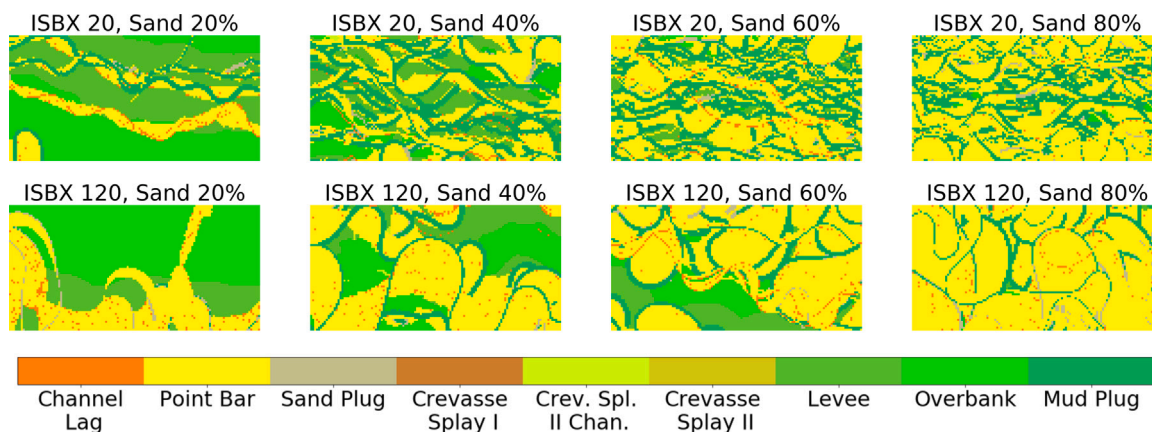 ISBX 20, Sand 20%
ISBX 20, Sand 40%
ISBX 20, Sand 60%
ISBX 20, Sand 80%
ISBX 120, Sand 20%
ISBX 120, Sand 40%
ISBX 120, Sand 60%
ISBX 120, Sand 80%
Channel
Lag
Point Bar
Sand Plug
Crevasse
Splay I
Crev. Spl.
II Chan.
Crevasse
Splay II
Levee
Overbank
Mud Plug